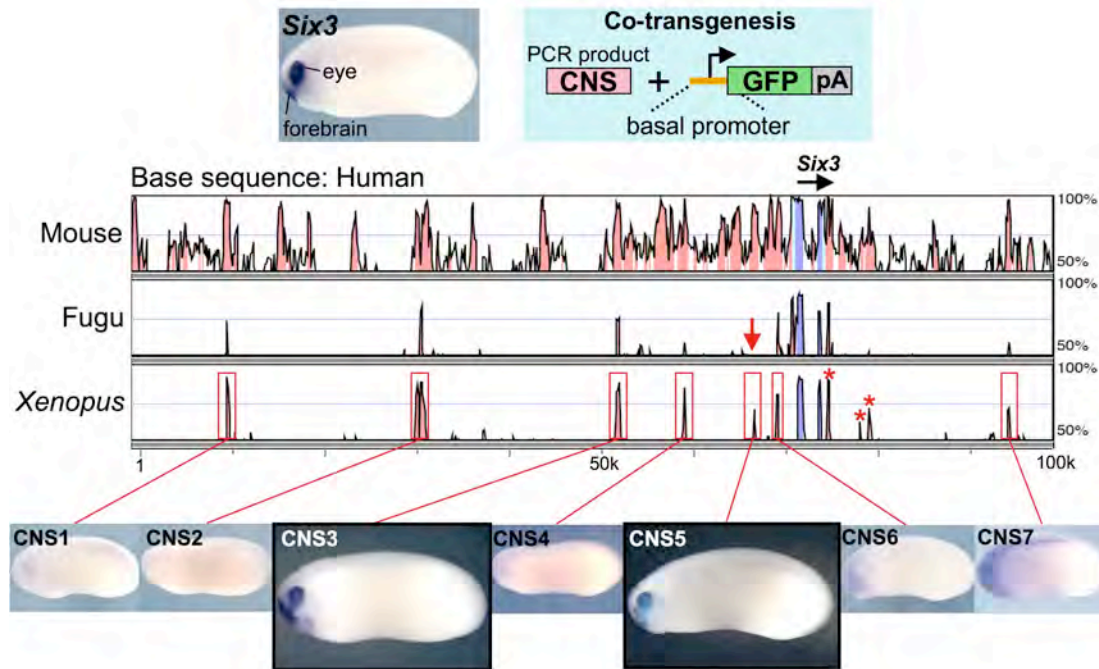 Six3
eye
forebrain
Co-transgenesis
PCR product
CNS + GFP pA
basal promoter
Six3
Base sequence: Human
Mouse
100%
50%
Fugu
100%
50%
Xenopus
100%
50%
* * *
1 50k 100k
CNS1 CNS2 CNS3 CNS4 CNS5 CNS6 CNS7